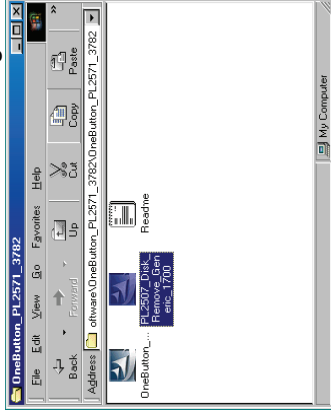 OneButton_PL2571_3782
File Edit View Go Favorites Help
»
Back Forward Up Cut Copy Paste
Address oftware\OneButton_PL2571_3782\OneButton_PL2571_3782
OneButton_...
PL2507_Disk_
Remove_Gen
eric_1700
Readme
My Computer